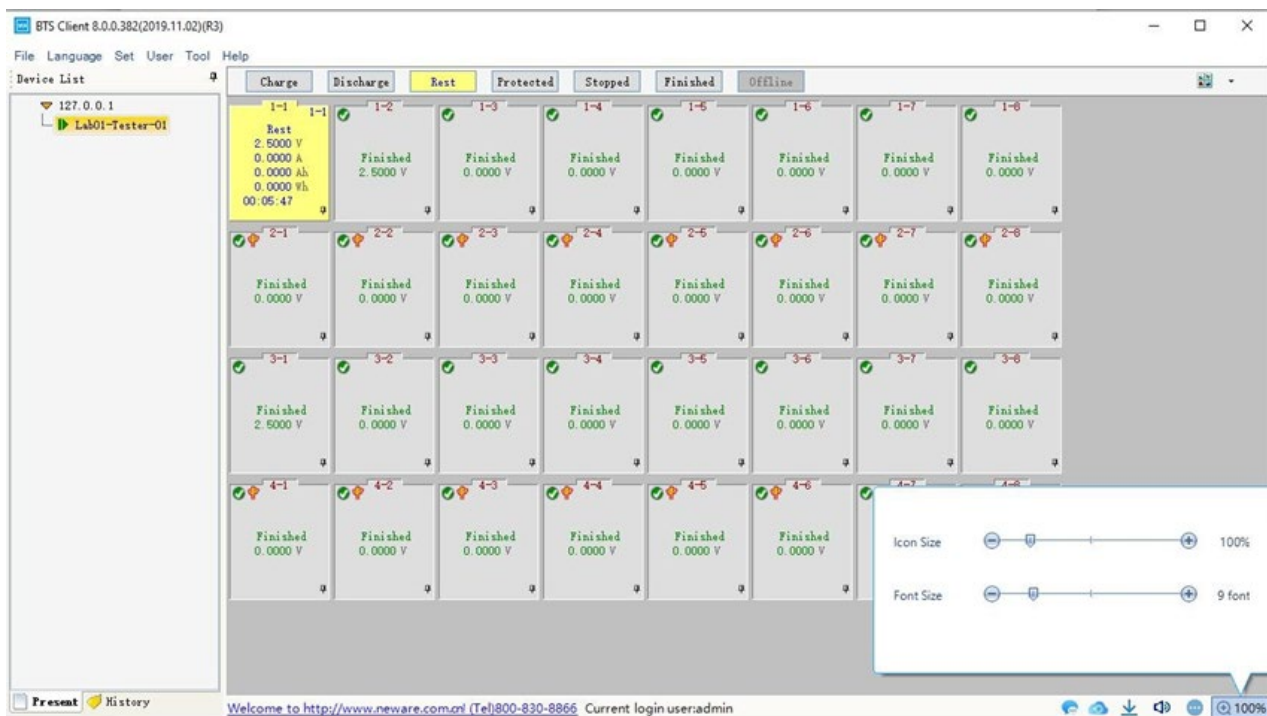 BTS Client 8.0.0.382(2019.11.02)(R3)
File Language Set User Tool Help
Device List
Charge Discharge Rest Protected Stopped Finished Offline
127.0.0.1
Lab01-Tester-01
1-1 1-1 1-2 1-3 1-4 1-5 1-6 1-7 1-8
Rest
2.5000 V
0.0000 A
0.0000 Ah
0.0000 Wh
00:05:47
Finished Finished Finished Finished Finished Finished Finished
2.5000 V 0.0000 V 0.0000 V 0.0000 V 0.0000 V 0.0000 V 0.0000 V
2-1 2-2 2-3 2-4 2-5 2-6 2-7 2-8
Finished Finished Finished Finished Finished Finished Finished Finished
0.0000 V 0.0000 V 0.0000 V 0.0000 V 0.0000 V 0.0000 V 0.0000 V 0.0000 V
3-1 3-2 3-3 3-4 3-5 3-6 3-7 3-8
Finished Finished Finished Finished Finished Finished Finished Finished
2.5000 V 0.0000 V 0.0000 V 0.0000 V 0.0000 V 0.0000 V 0.0000 V 0.0000 V
4-1 4-2 4-3 4-4 4-5 4-6
Finished Finished Finished Finished Finished Finished
0.0000 V 0.0000 V 0.0000 V 0.0000 V 0.0000 V 0.0000 V
Icon Size 100%
Font Size 9 font
Present History
Welcome to http://www.neware.com.cn! (Tel)800-830-8866 Current login user:admin
100%